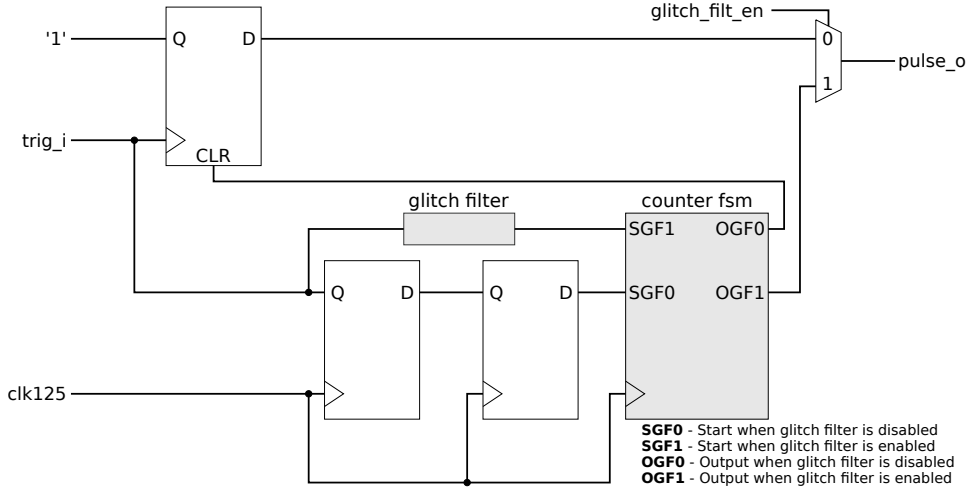 glitch_filt_en
'1'
Q
D
0
pulse_o
1
trig_i
CLR
glitch filter
counter fsm
SGF1
OGF0
Q
D
Q
D
SGF0
OGF1
clk125
SGF0 - Start when glitch filter is disabled
SGF1 - Start when glitch filter is enabled
OGF0 - Output when glitch filter is disabled
OGF1 - Output when glitch filter is enabled